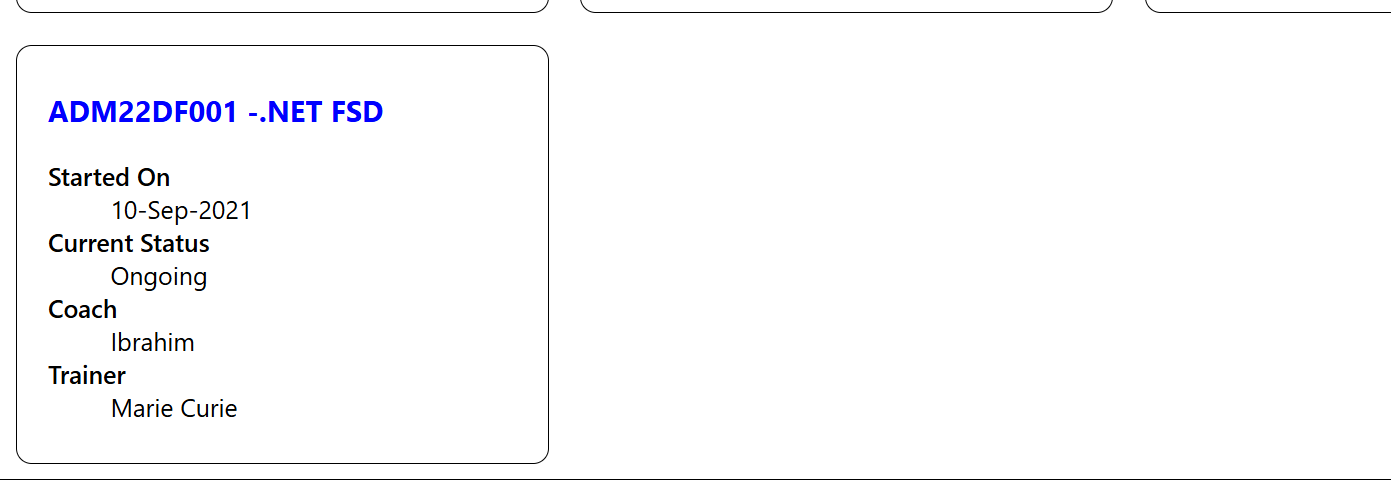 ADM22DF001 -.NET FSD
Started On
10-Sep-2021
Current Status
Ongoing
Coach
Ibrahim
Trainer
Marie Curie